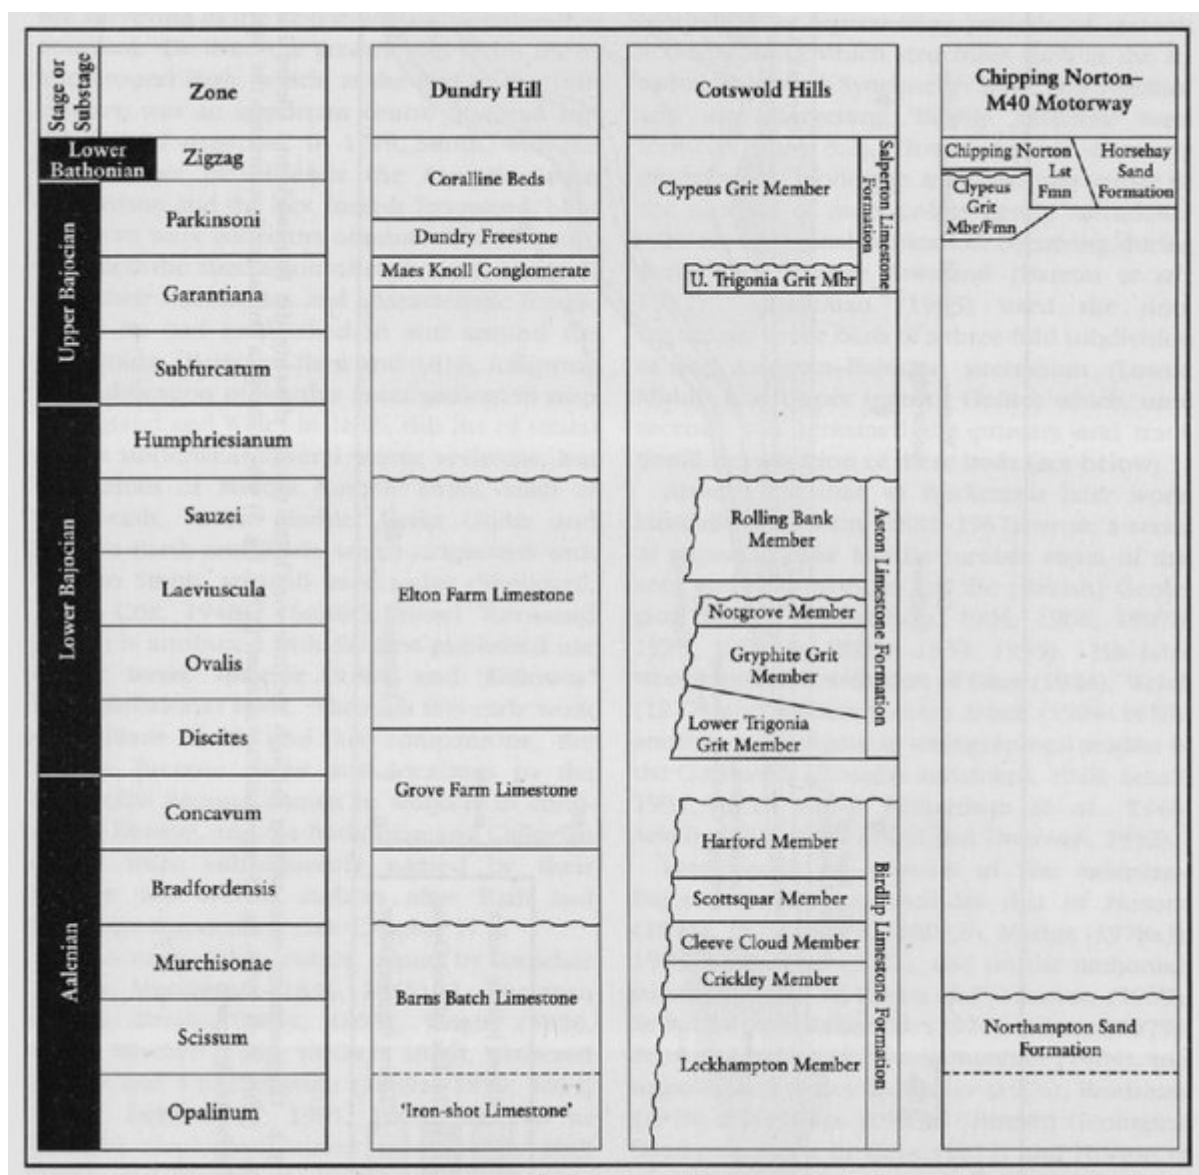 Stage or
Substage
Zone
Dundry Hill
Cotswold Hills
Chipping Norton–
M40 Motorway
Lower
Bathonian
Upper Bajocian
Lower Bajocian
Aalenian
Zigzag
Parkinsoni
Garantiana
Subfurcatum
Humphriesianum
Sauzei
Laeviuscula
Ovalis
Discites
Concavum
Bradfordensis
Murchisonae
Scissum
Opalinum
Coralline Beds
Dundry Freestone
Maes Knoll Conglomerate
Elton Farm Limestone
Grove Farm Limestone
Barns Batch Limestone
'Iron-shot Limestone'
Clypeus Grit Member
U. Trigonia Grit Mbr
Salperton Limestone
Formation
Rolling Bank
Member
Notgrove Member
Gryphite Grit
Member
Lower Trigonia
Grit Member
Aston Limestone Formation
Harford Member
Scottsquar Member
Cleeve Cloud Member
Crickley Member
Leckhampton Member
Birdlip Limestone Formation
Chipping Norton
Lst
Fmn
Horsehay
Sand
Formation
Clypeus
Grit
Mbr/Fmn
Northampton Sand
Formation